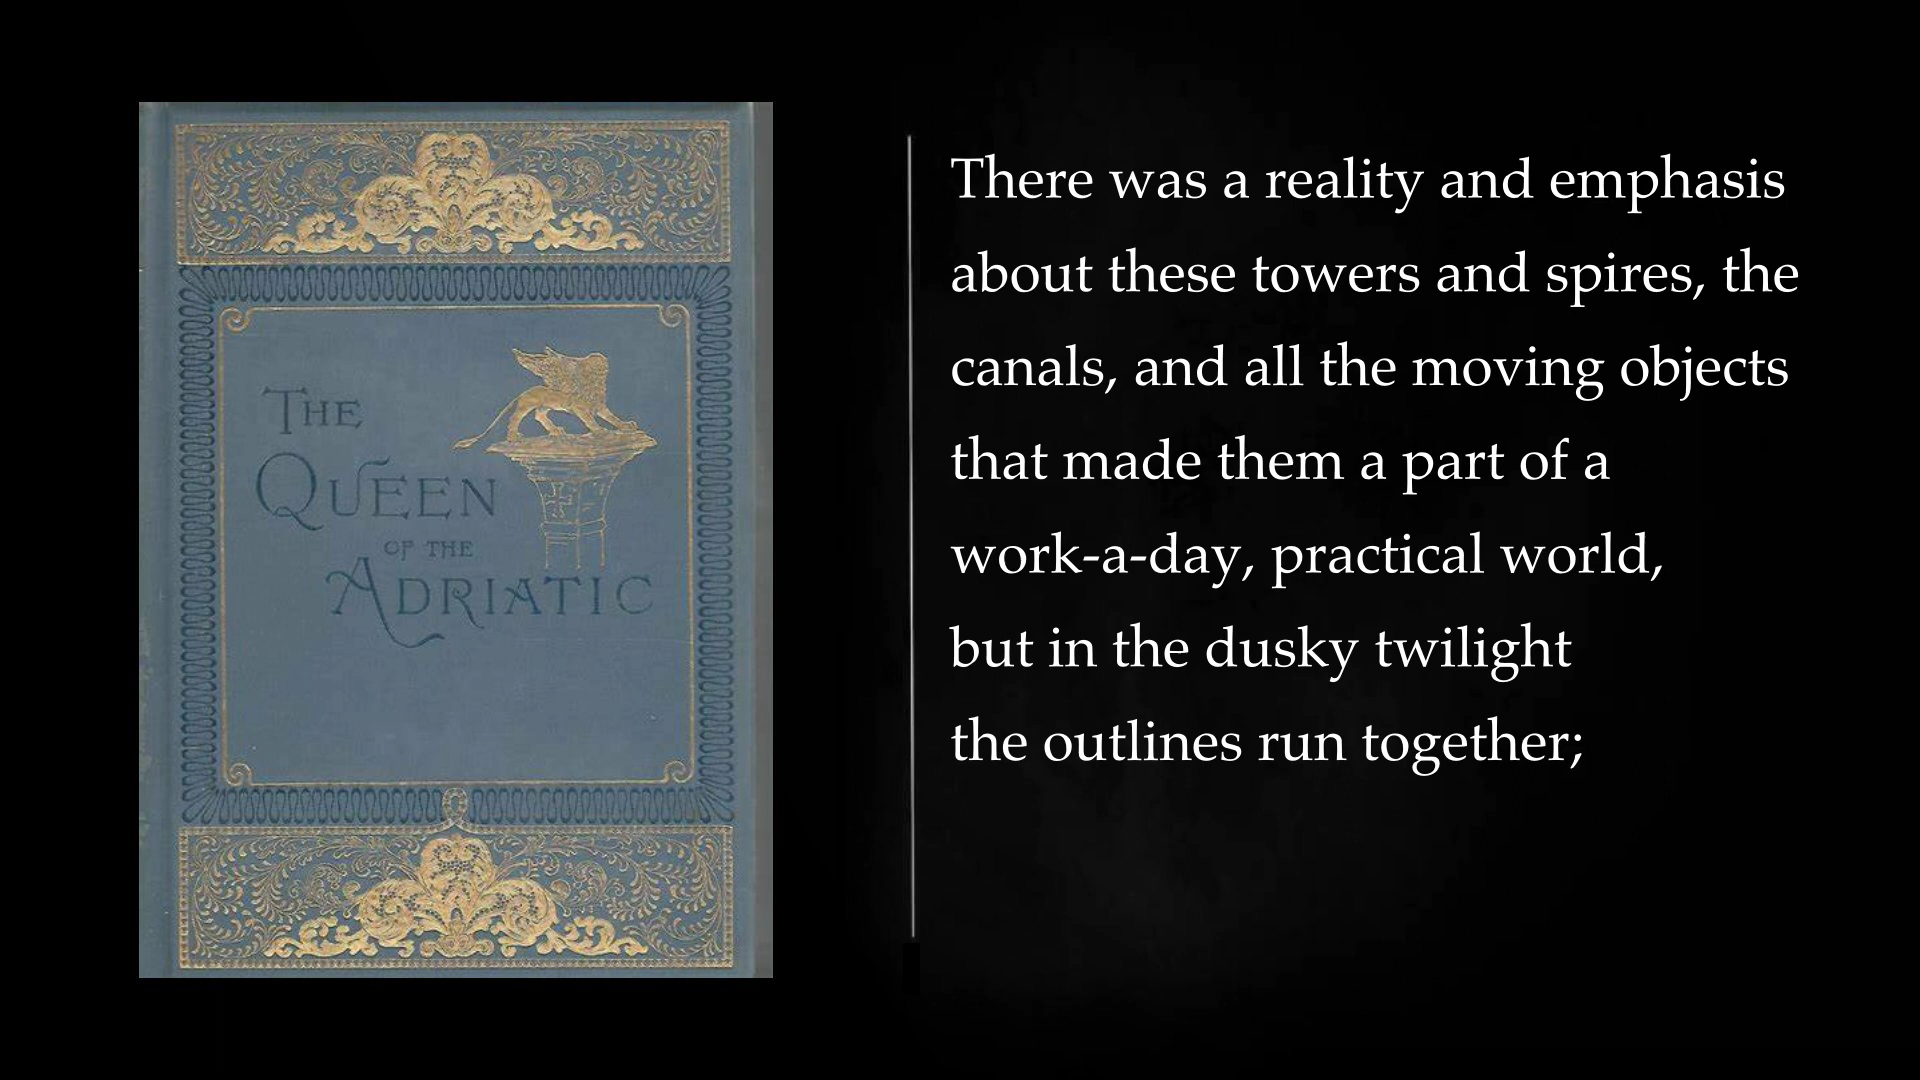 THE
QUEEN
OF THE
ADRIATIC
There was a reality and emphasis
about these towers and spires, the
canals, and all the moving objects
that made them a part of a
work-a-day, practical world,
but in the dusky twilight
the outlines run together;